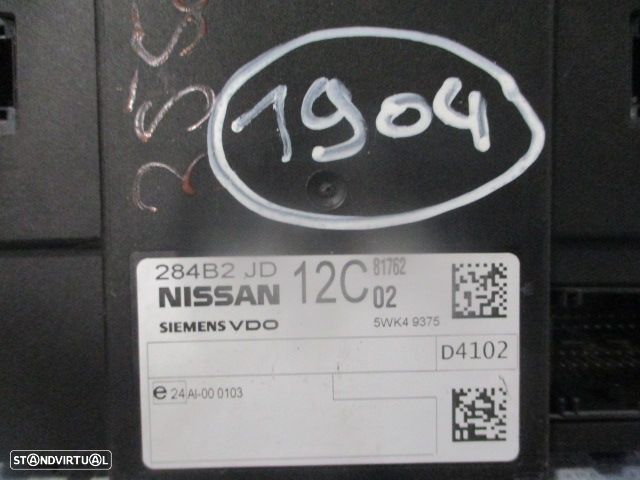 1904
284B2 JD 12C 81762
NISSAN 02
SIEMENS VDO 5WK4 9375
D4102
e 24 AI-00 0103
STANDVIRTUAL